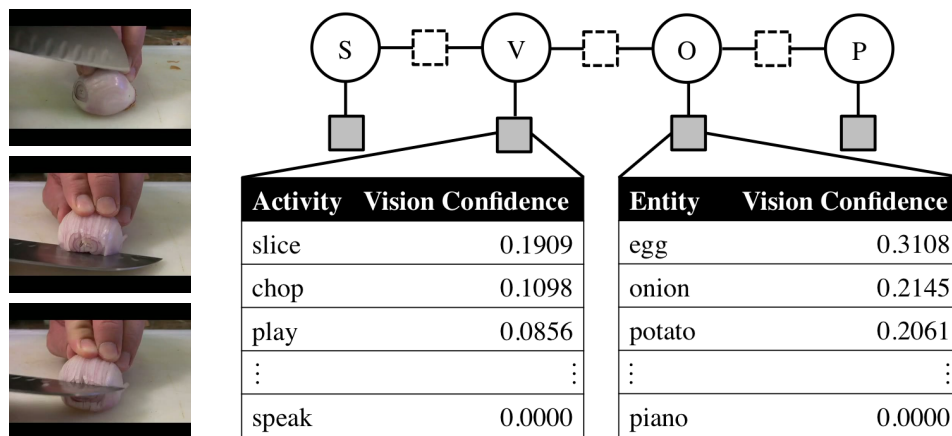 S V O P
Activity Vision Confidence Entity Vision Confidence
slice 0.1909 egg 0.3108
chop 0.1098 onion 0.2145
play 0.0856 potato 0.2061
⋮ ⋮ ⋮ ⋮
speak 0.0000 piano 0.0000